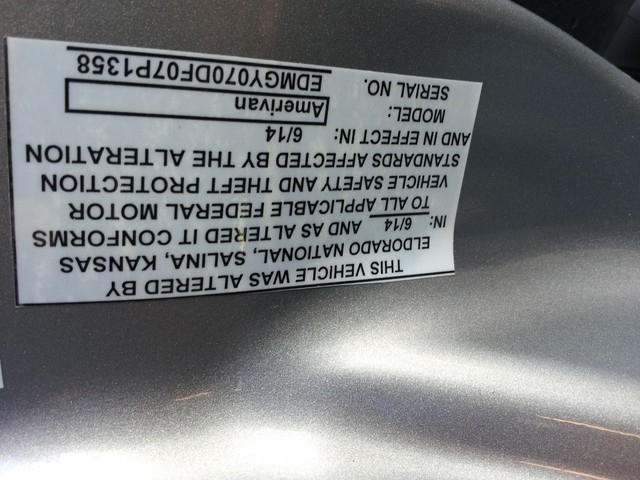 THIS VEHICLE WAS ALTERED BY
ELDORADO NATIONAL, SALINA, KANSAS
IN: 6/14 AND AS ALTERED IT CONFORMS
TO ALL APPLICABLE FEDERAL MOTOR
VEHICLE SAFETY AND THEFT PROTECTION
STANDARDS AFFECTED BY THE ALTERATION
AND IN EFFECT IN: 6/14
MODEL: Amerivan
SERIAL NO. EDMGY070DF07P1358